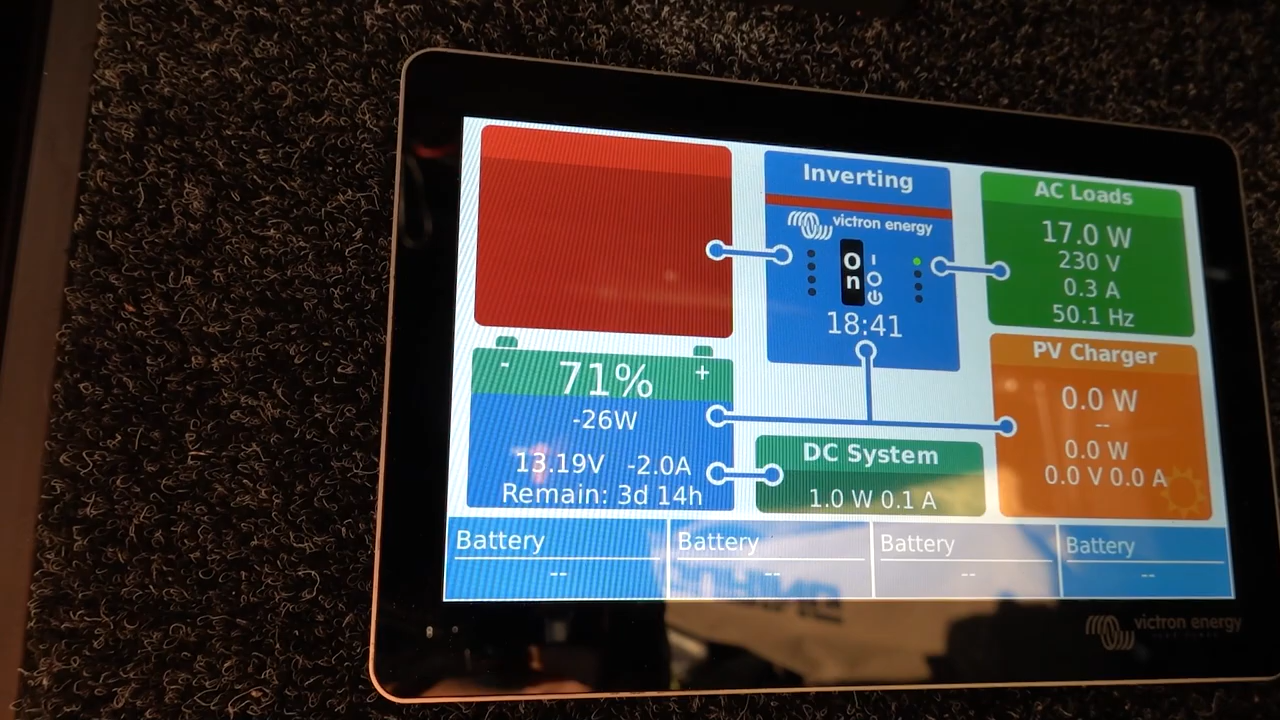 Inverting
victron energy
On
18:41
AC Loads
17.0 W
230 V
0.3 A
50.1 Hz
- 71% +
-26W
13.19V -2.0A
Remain: 3d 14h
DC System
1.0 W 0.1 A
PV Charger
0.0 W
--
0.0 W
0.0 V 0.0 A
Battery Battery Battery Battery
-- -- -- --
victron energy